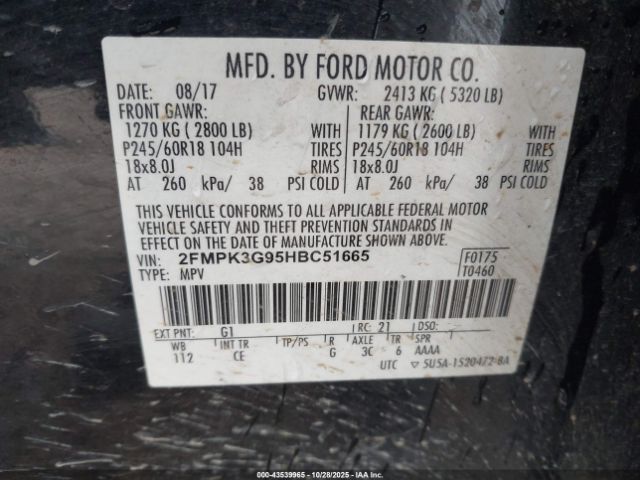 MFD. BY FORD MOTOR CO.
DATE: 08/17 GVWR: 2413 KG ( 5320 LB)
FRONT GAWR: REAR GAWR:
1270 KG ( 2800 LB) WITH 1179 KG ( 2600 LB) WITH
P245/60R18 104H TIRES P245/60R18 104H TIRES
18x8.0J RIMS 18x8.0J RIMS
AT 260 kPa/ 38 PSI COLD AT 260 kPa/ 38 PSI COLD
THIS VEHICLE CONFORMS TO ALL APPLICABLE FEDERAL MOTOR
VEHICLE SAFETY AND THEFT PREVENTION STANDARDS IN
EFFECT ON THE DATE OF MANUFACTURE SHOWN ABOVE.
VIN: 2FMPK3G95HBC51665 F0175
TYPE: MPV T0460
EXT PNT: G1 RC: 21 DSO:
WB INT TR TP/PS R AXLE TR SPR
112 CE G 3C 6 AAAA
UTC ▽ 5U5A-1520472-BA
000-43539965 - 10/28/2025 - IAAI.COM